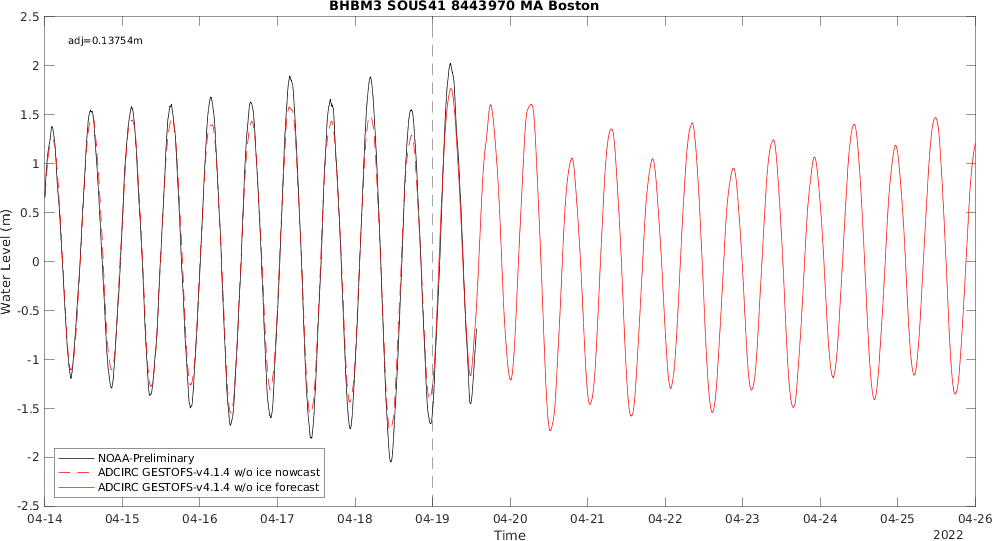 BHBM3 SOUS41 8443970 MA Boston
2.5
adj=0.13754m
2
1.5
1
0.5
0
-0.5
-1
-1.5
-2
-2.5
Water Level (m)
NOAA-Preliminary
ADCIRC GESTOFS-v4.1.4 w/o ice nowcast
ADCIRC GESTOFS-v4.1.4 w/o ice forecast
04-14 04-15 04-16 04-17 04-18 04-19 04-20 04-21 04-22 04-23 04-24 04-25 04-26
Time
2022